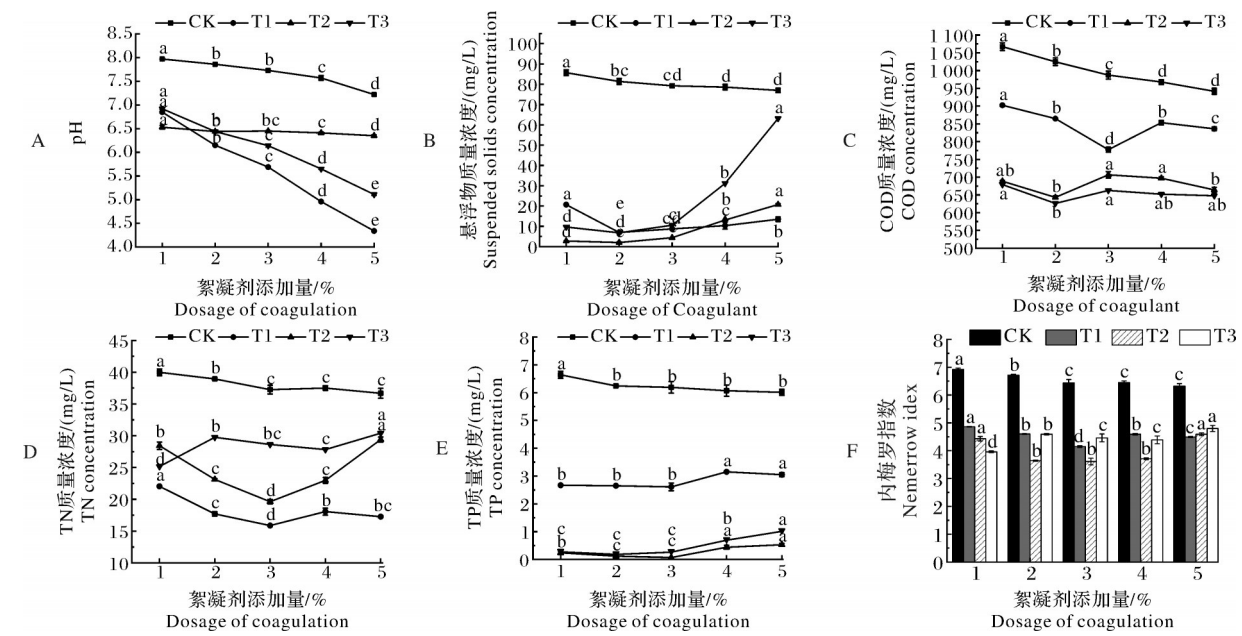 CK T1 T2 T3
A
pH
8.5
8.0
7.5
7.0
6.5
6.0
5.5
5.0
4.5
4.0
a b b c d
a
a b bc c d
a b c d e
b c d e
1 2 3 4 5
絮凝剂添加量/%
Dosage of coagulation
CK T1 T2 T3
B
悬浮物质量浓度/(mg/L)
Suspended solids concentration
100
90
80
70
60
50
40
30
20
10
0
a bc cd d d
a
b
a e
d d cd b a
d c b
1 2 3 4 5
絮凝剂添加量/%
Dosage of Coagulant
CK T1 T2 T3
C
COD质量浓度/(mg/L)
COD concentration
1 100
1 050
1 000
950
900
850
800
750
700
650
600
550
500
a b c d d
a b d c
ab c a a b
a b a ab ab
1 2 3 4 5
絮凝剂添加量/%
Dosage of coagulant
CK T1 T2 T3
D
TN质量浓度/(mg/L)
TN concentration
45
40
35
30
25
20
15
10
a b c c c
b b bc c a
d c d c a
a c d b bc
1 2 3 4 5
絮凝剂添加量/%
Dosage of coagulation
CK T1 T2 T3
E
TP质量浓度/(mg/L)
TP concentration
8
7
6
5
4
3
2
1
0
a b b b b
b b b a a
c c c b a
b c c a a
1 2 3 4 5
絮凝剂添加量/%
Dosage of coagulation
CK T1 T2 T3
F
内梅罗指数
Nemerrow idex
8
7
6
5
4
3
2
1
0
a b c c c
a a d
b b b
d b c
b b c
c a a
1 2 3 4 5
絮凝剂添加量/%
Dosage of coagulation